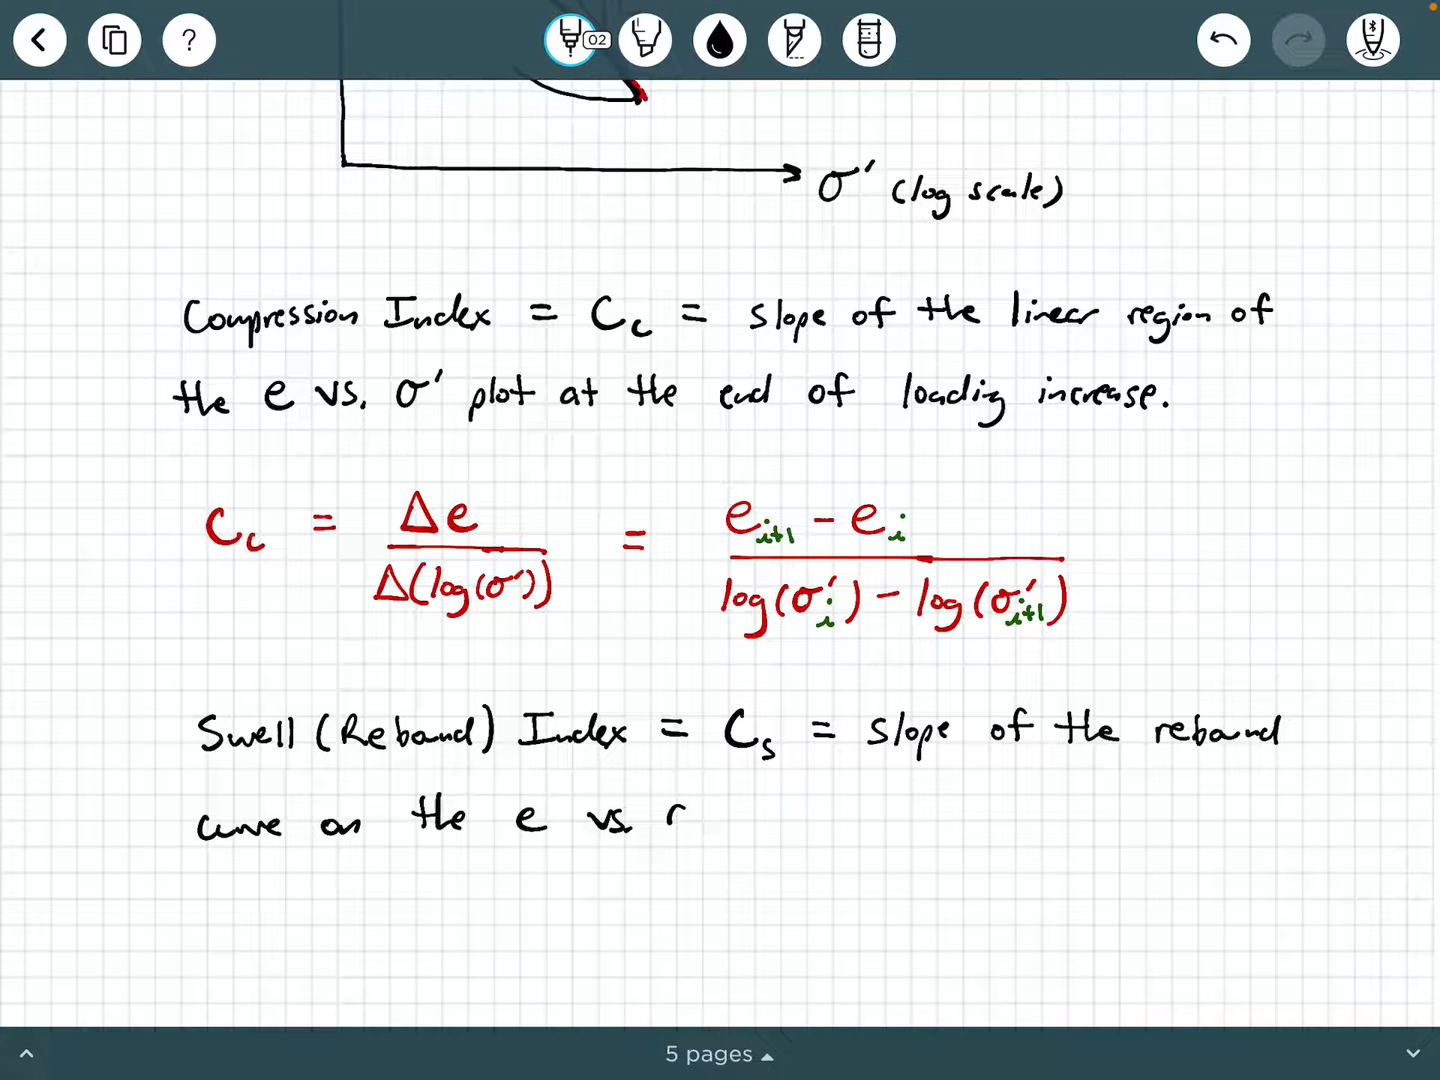 ?
02
σ' (log scale)
Compression Index = Cc = slope of the linear region of
the e vs. σ' plot at the end of loading increase.
Cc = Δe / Δ(log(σ')) = (e_{i+1} - e_i) / (log(σ'_i) - log(σ'_{i+1}))
Swell (Rebound) Index = Cs = slope of the rebound
curve on the e vs.
5 pages